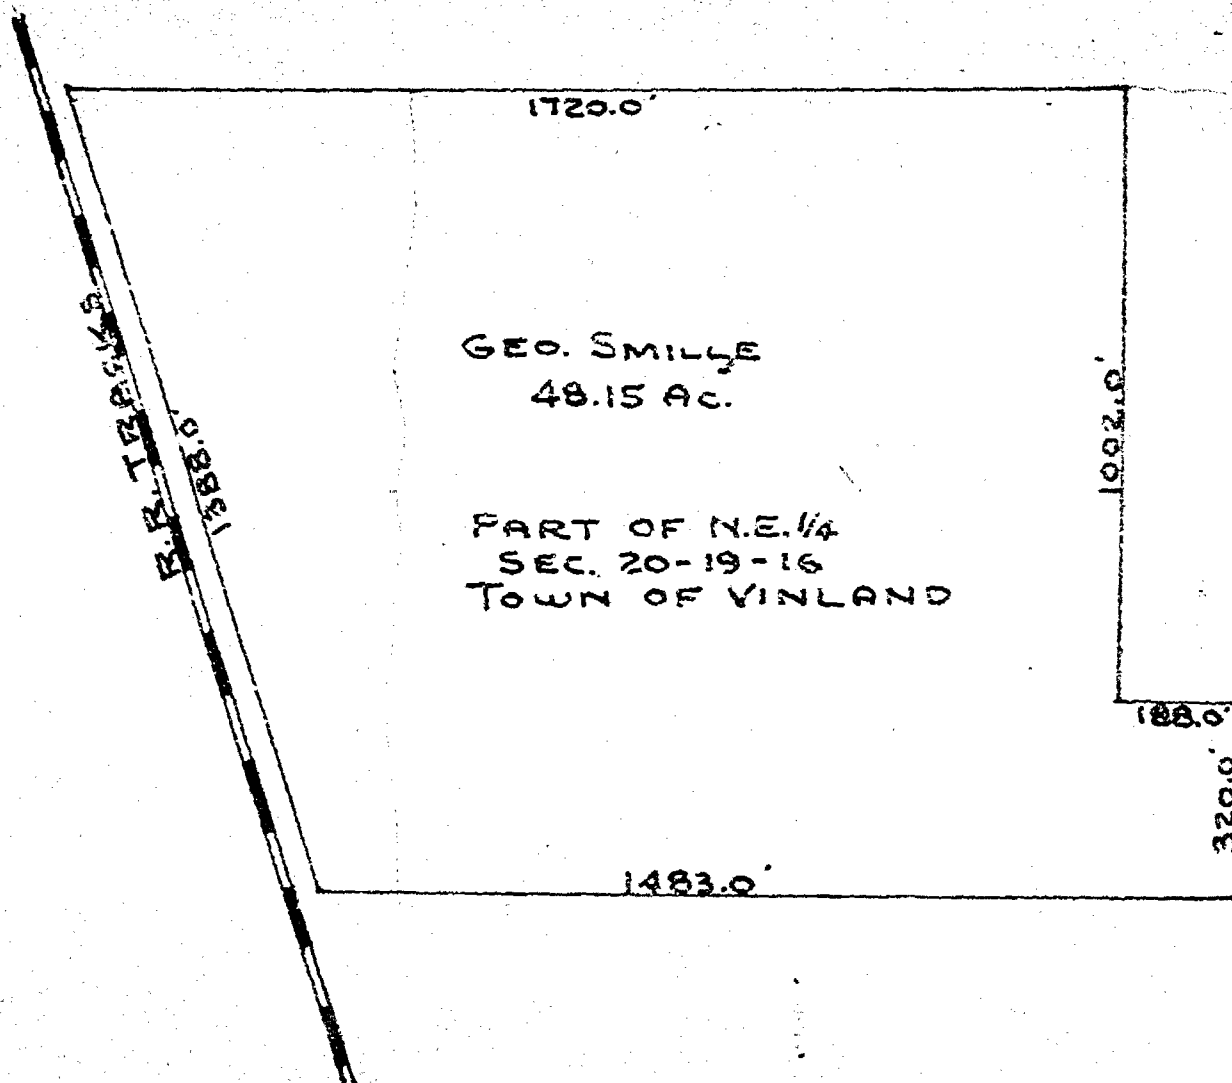 1720.0'
GEO. SMILLE
48.15 AC.
R.R. TRACKS
1388.0'
1002.0'
PART OF N.E. 1/4
SEC. 20-19-16
TOWN OF VINLAND
188.0'
320.0'
1483.0'